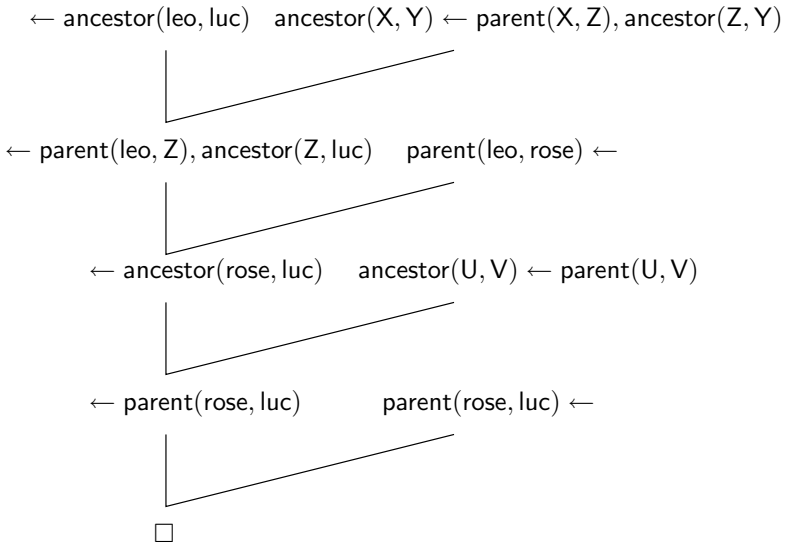 ← ancestor(leo, luc) ancestor(X, Y) ← parent(X, Z), ancestor(Z, Y)
← parent(leo, Z), ancestor(Z, luc) parent(leo, rose) ←
← ancestor(rose, luc) ancestor(U, V) ← parent(U, V)
← parent(rose, luc) parent(rose, luc) ←
□